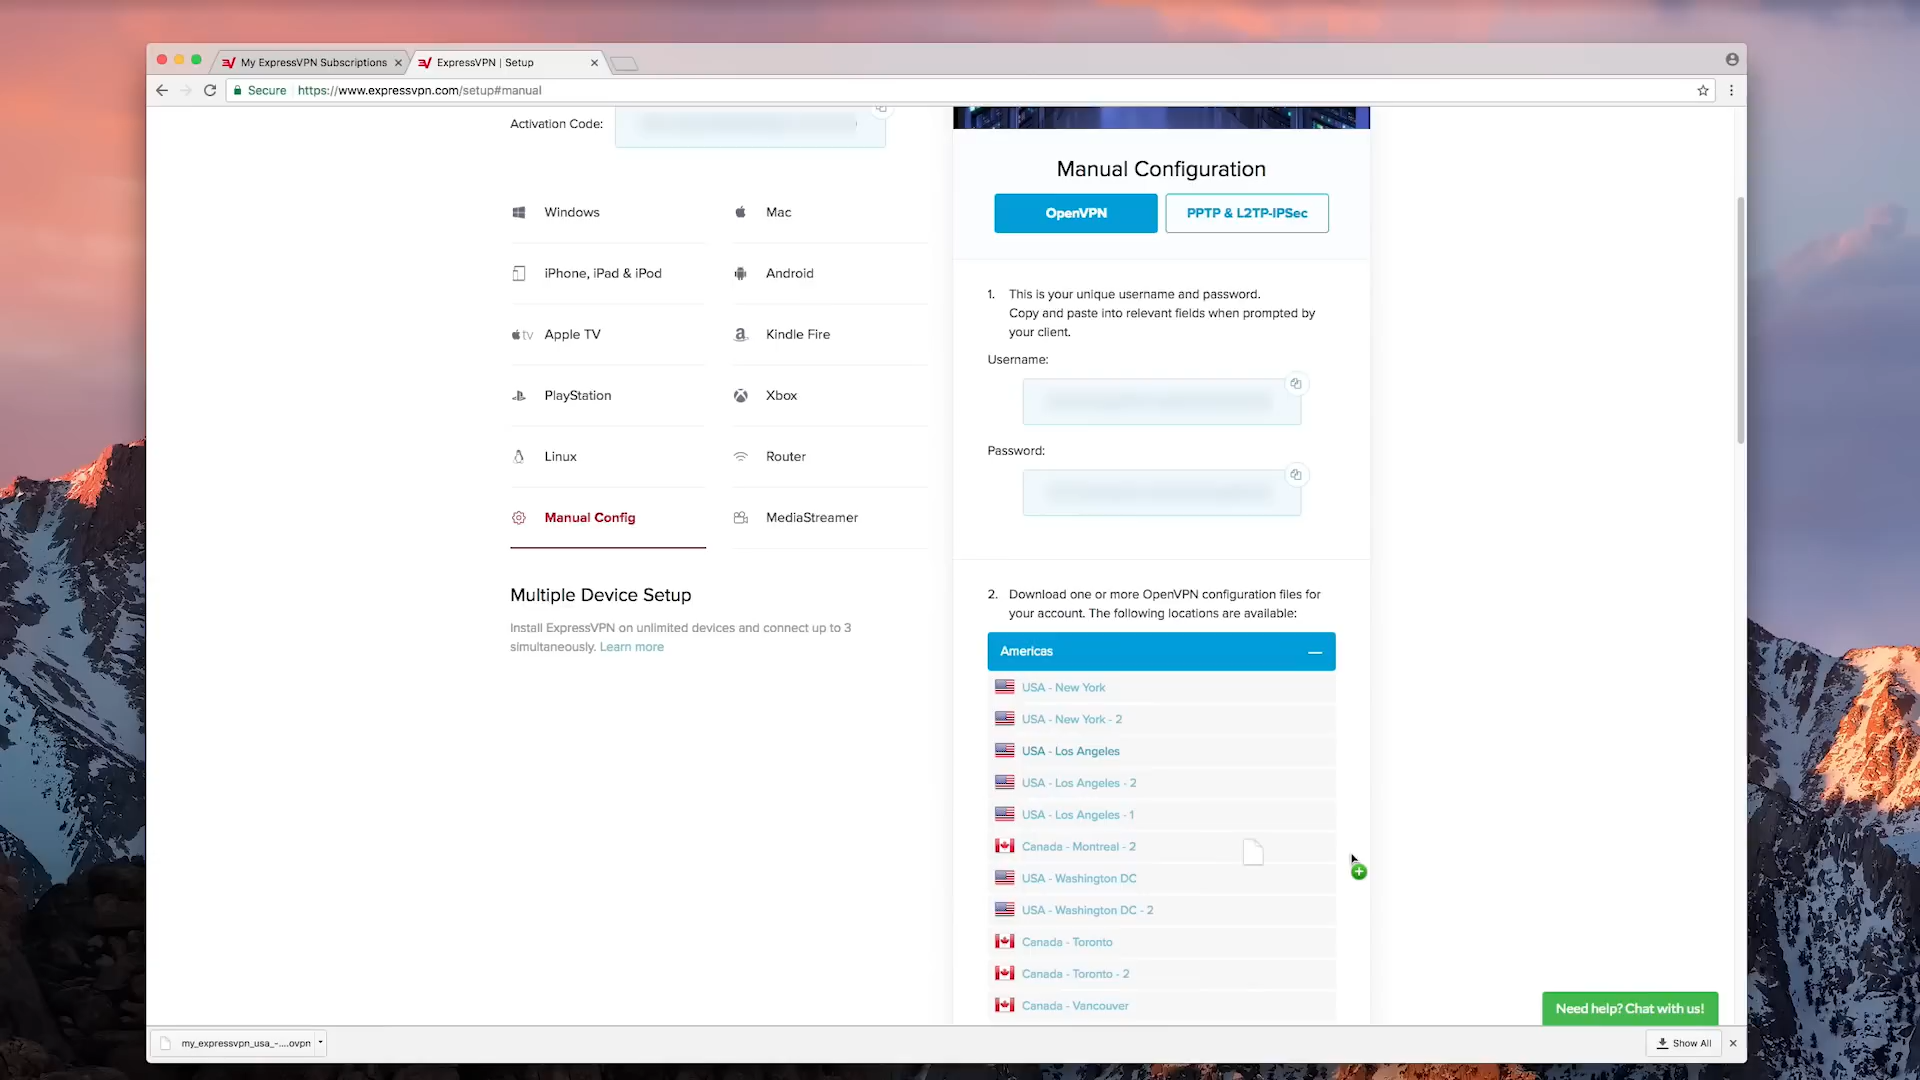 My ExpressVPN Subscriptions
ExpressVPN | Setup
Secure
https://www.expressvpn.com/setup#manual
Activation Code:
Windows
Mac
iPhone, iPad & iPod
Android
tv
Apple TV
Kindle Fire
PlayStation
Xbox
Linux
Router
Manual Config
MediaStreamer
Multiple Device Setup
Install ExpressVPN on unlimited devices and connect up to 3
simultaneously. Learn more
Manual Configuration
OpenVPN
PPTP & L2TP-IPSec
1. This is your unique username and password.
Copy and paste into relevant fields when prompted by
your client.
Username:
Password:
2. Download one or more OpenVPN configuration files for
your account. The following locations are available:
Americas
USA - New York
USA - New York - 2
USA - Los Angeles
USA - Los Angeles - 2
USA - Los Angeles - 1
Canada - Montreal - 2
USA - Washington DC
USA - Washington DC - 2
Canada - Toronto
Canada - Toronto - 2
Canada - Vancouver
Need help? Chat with us!
my_expressvpn_usa_-....ovpn
Show All